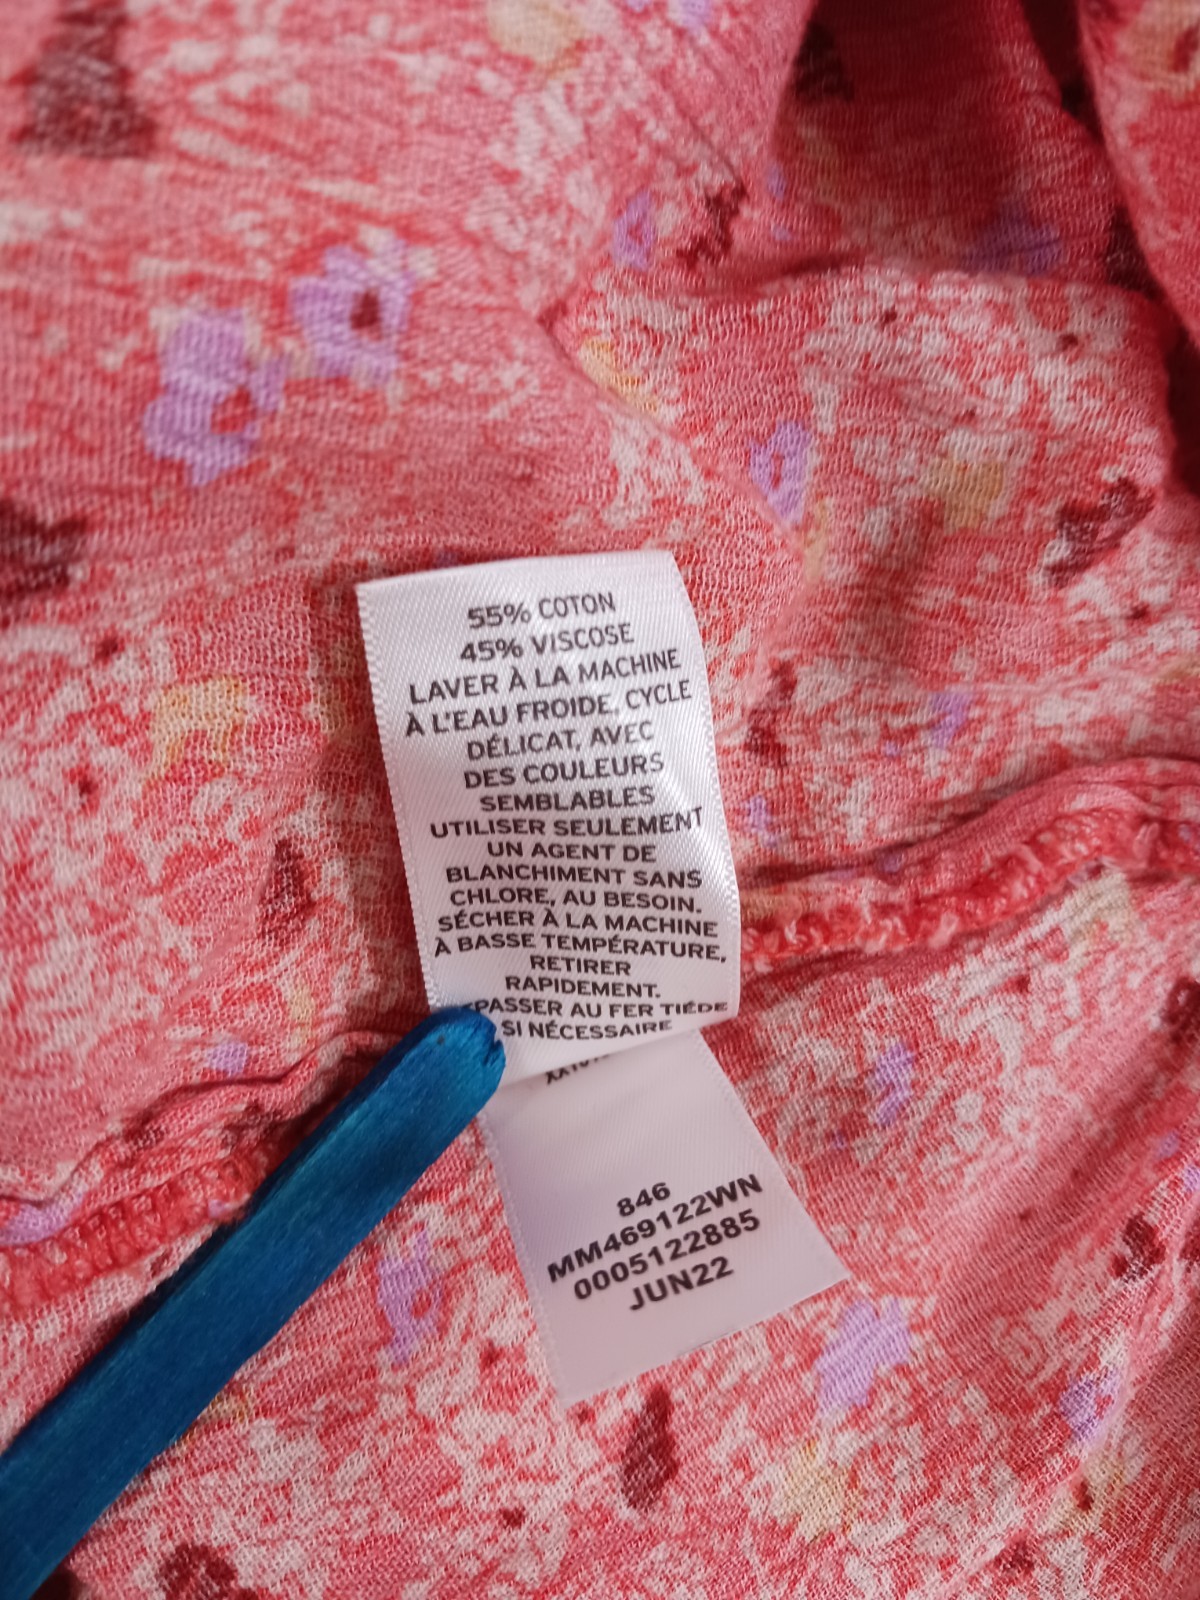 55% COTON
45% VISCOSE
LAVER À LA MACHINE
À L'EAU FROIDE, CYCLE
DÉLICAT, AVEC
DES COULEURS
SEMBLABLES
UTILISER SEULEMENT
UN AGENT DE
BLANCHIMENT SANS
CHLORE, AU BESOIN.
SÉCHER À LA MACHINE
À BASSE TEMPÉRATURE,
RETIRER
RAPIDEMENT.
AU FER TIÉDE
SI NÉCESSAIRE
846
MM469122WN
0005122885
JUN22